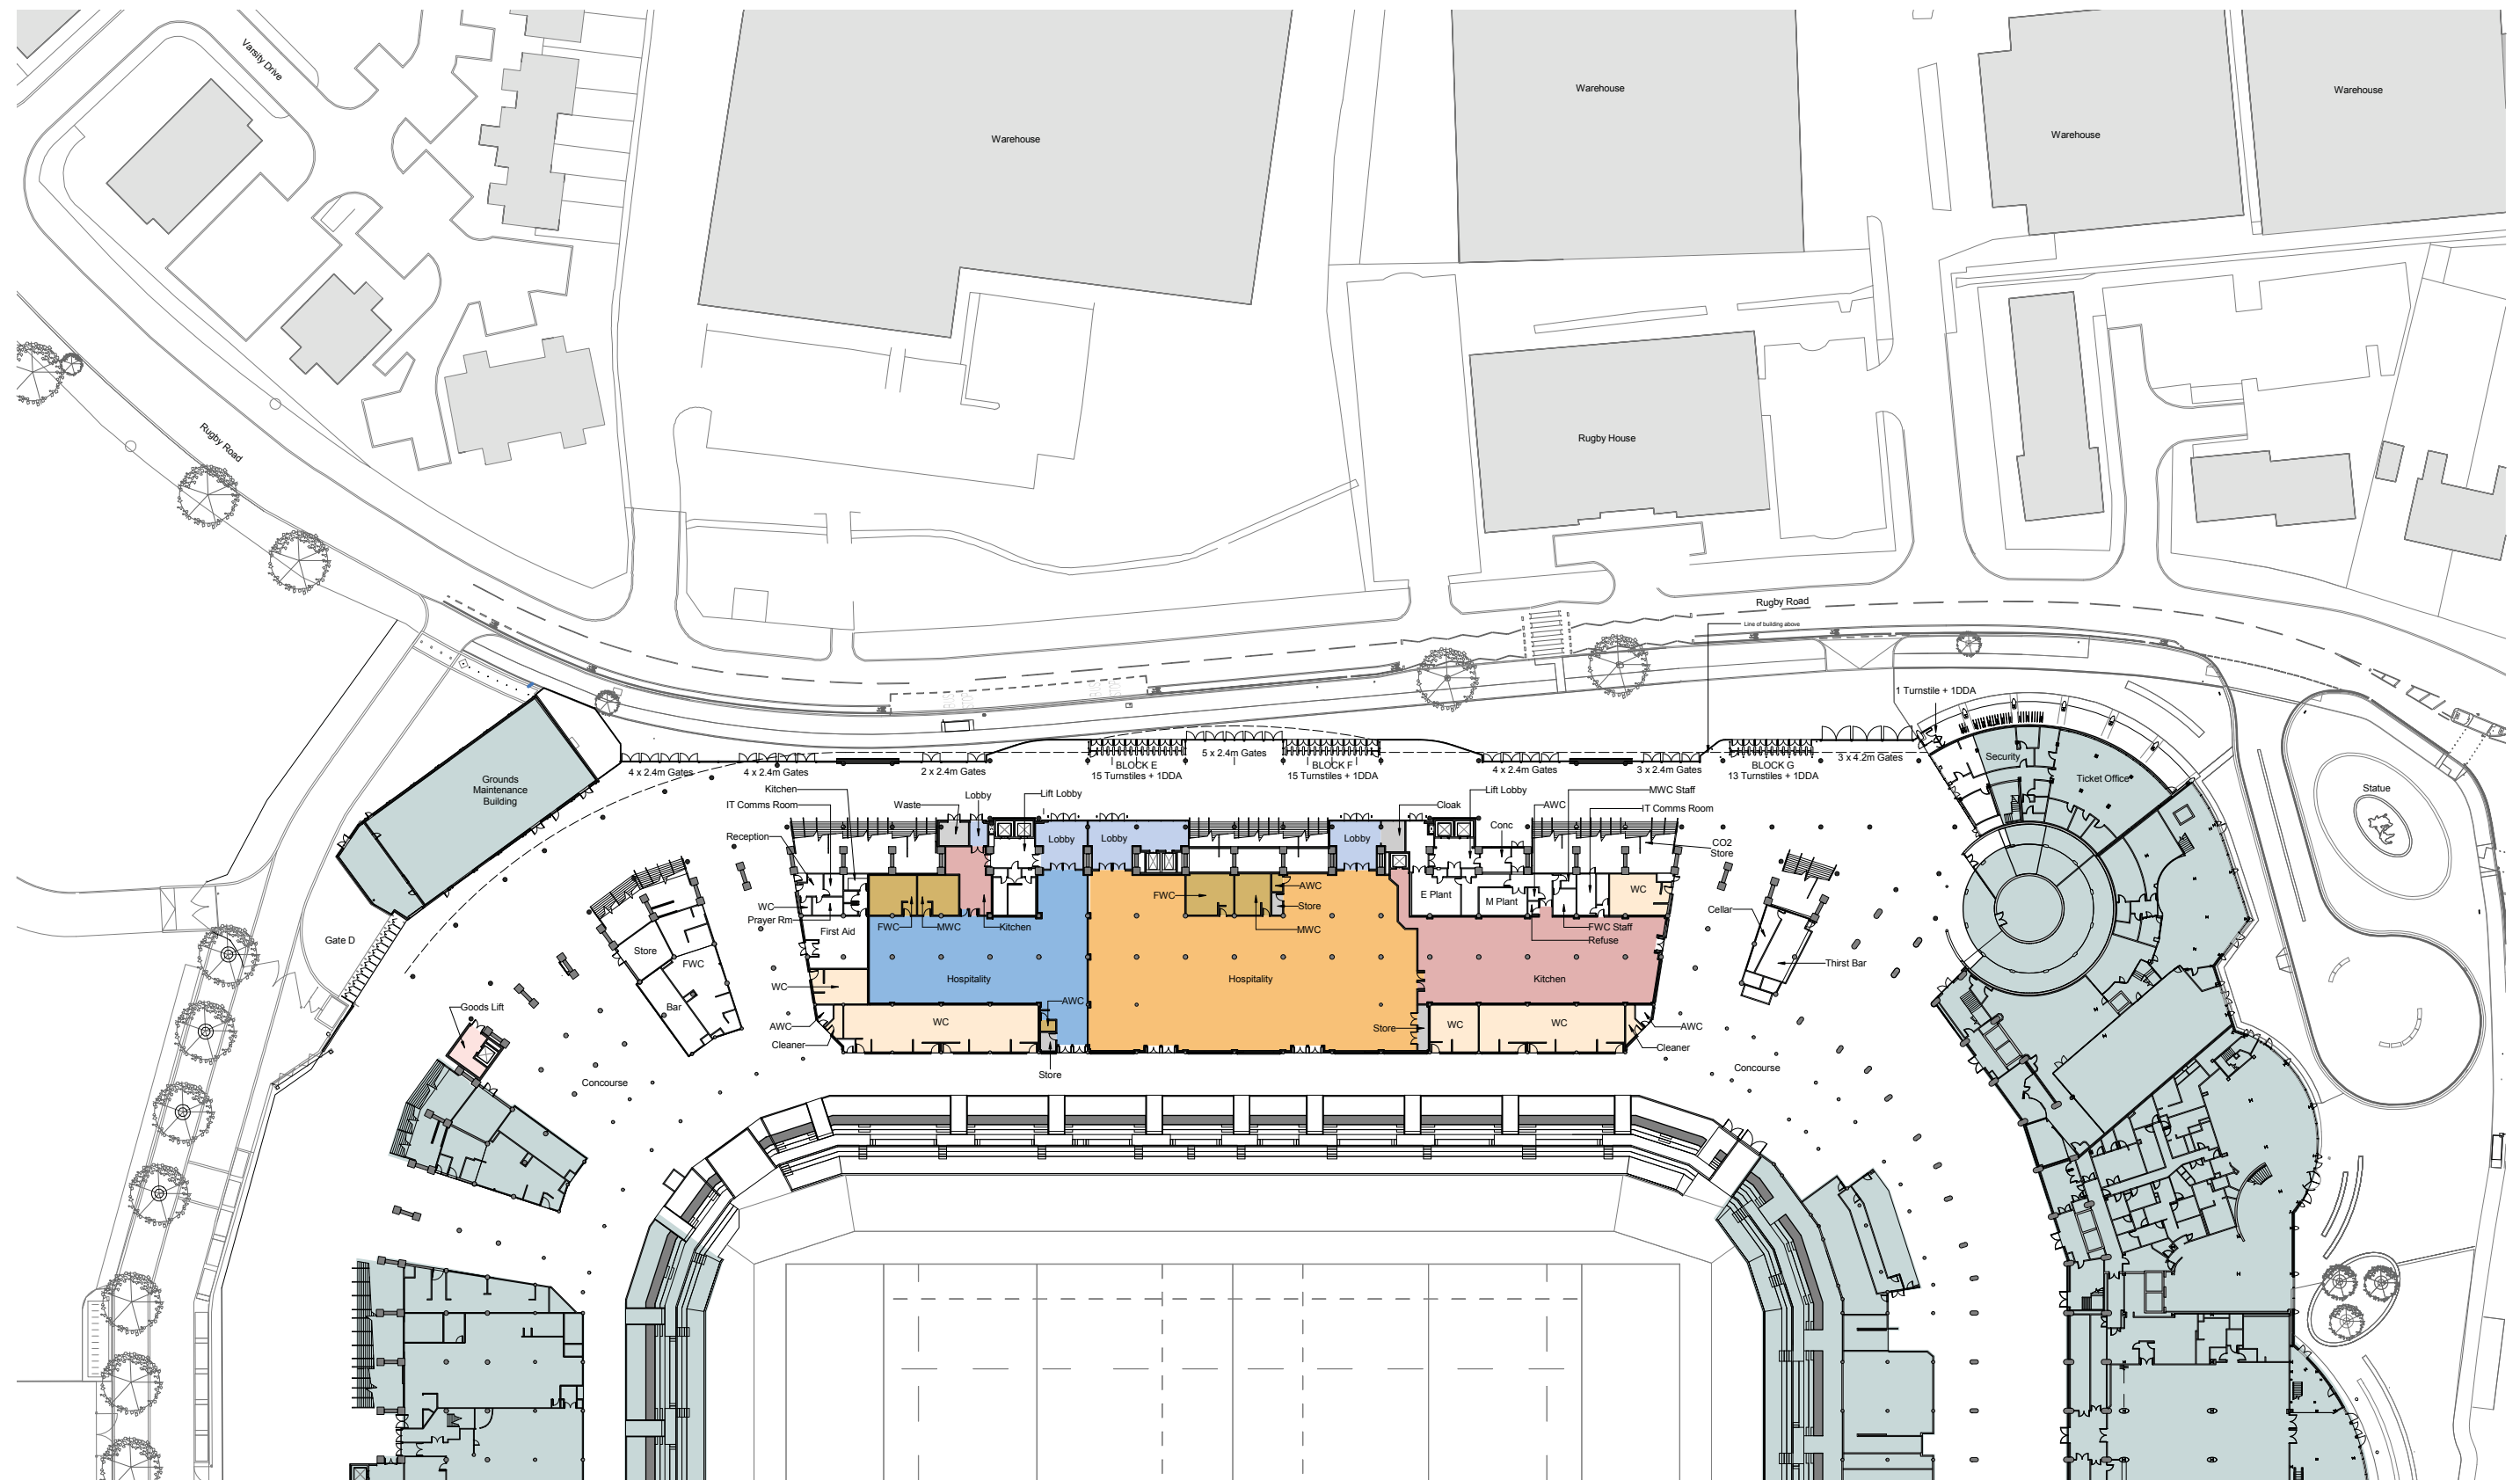 Varsity Drive
Warehouse
Warehouse
Warehouse
Warehouse
Rugby Road
Rugby House
Rugby Road
Line of building above
1 Turnstile + 1DDA
Grounds
Maintenance
Building
4 x 2.4m Gates
4 x 2.4m Gates
2 x 2.4m Gates
BLOCK E
15 Turnstiles + 1DDA
5 x 2.4m Gates
BLOCK F
15 Turnstiles + 1DDA
4 x 2.4m Gates
3 x 2.4m Gates
BLOCK G
13 Turnstiles + 1DDA
3 x 4.2m Gates
Security
Ticket Office
Statue
Kitchen
IT Comms Room
Waste
Lobby
Lift Lobby
Cloak
Lift Lobby
AWC
MWC Staff
IT Comms Room
Reception
Lobby
Lobby
Lobby
Conc
CO2
Store
WC
Prayer Rm
First Aid
FWC
MWC
Kitchen
FWC
AWC
Store
MWC
E Plant
M Plant
WC
FWC Staff
Refuse
Cellar
Thirst Bar
Gate D
Store
FWC
Bar
Goods Lift
WC
Hospitality
Hospitality
Kitchen
AWC
AWC
Cleaner
WC
Store
Store
WC
WC
AWC
Cleaner
Concourse
Concourse